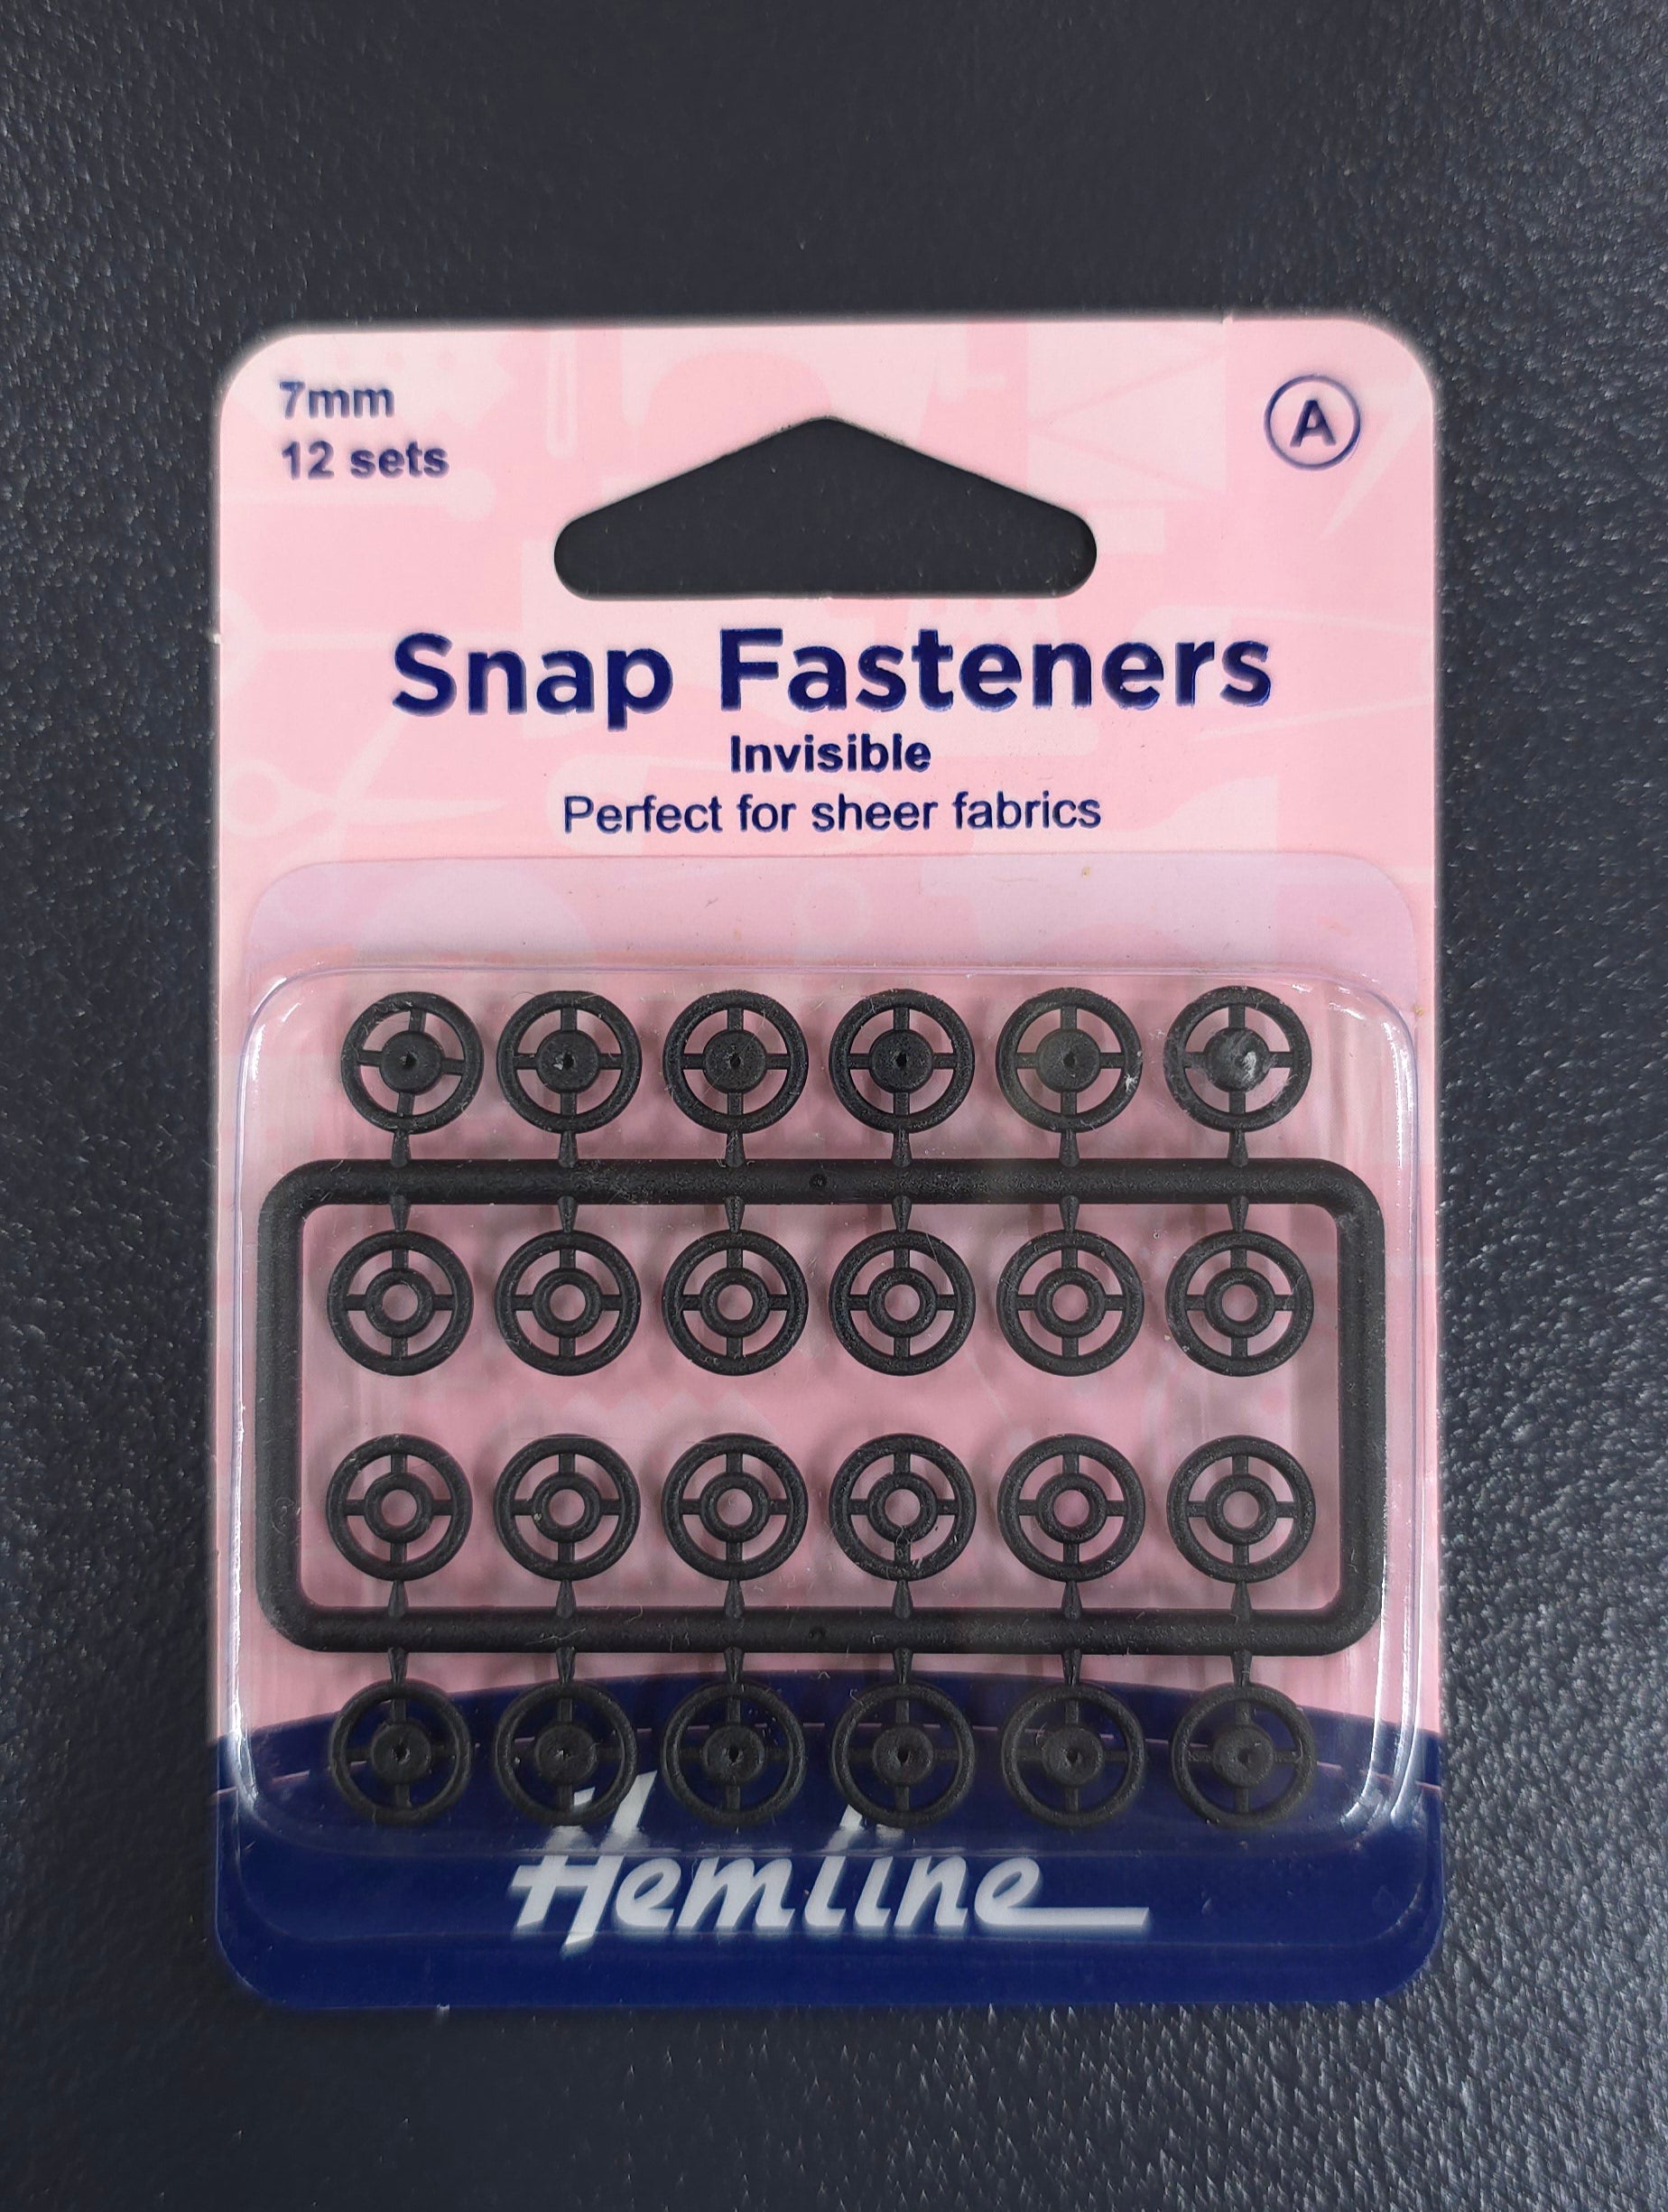 7mm
12 sets
A
Snap Fasteners
Invisible
Perfect for sheer fabrics
Hemline